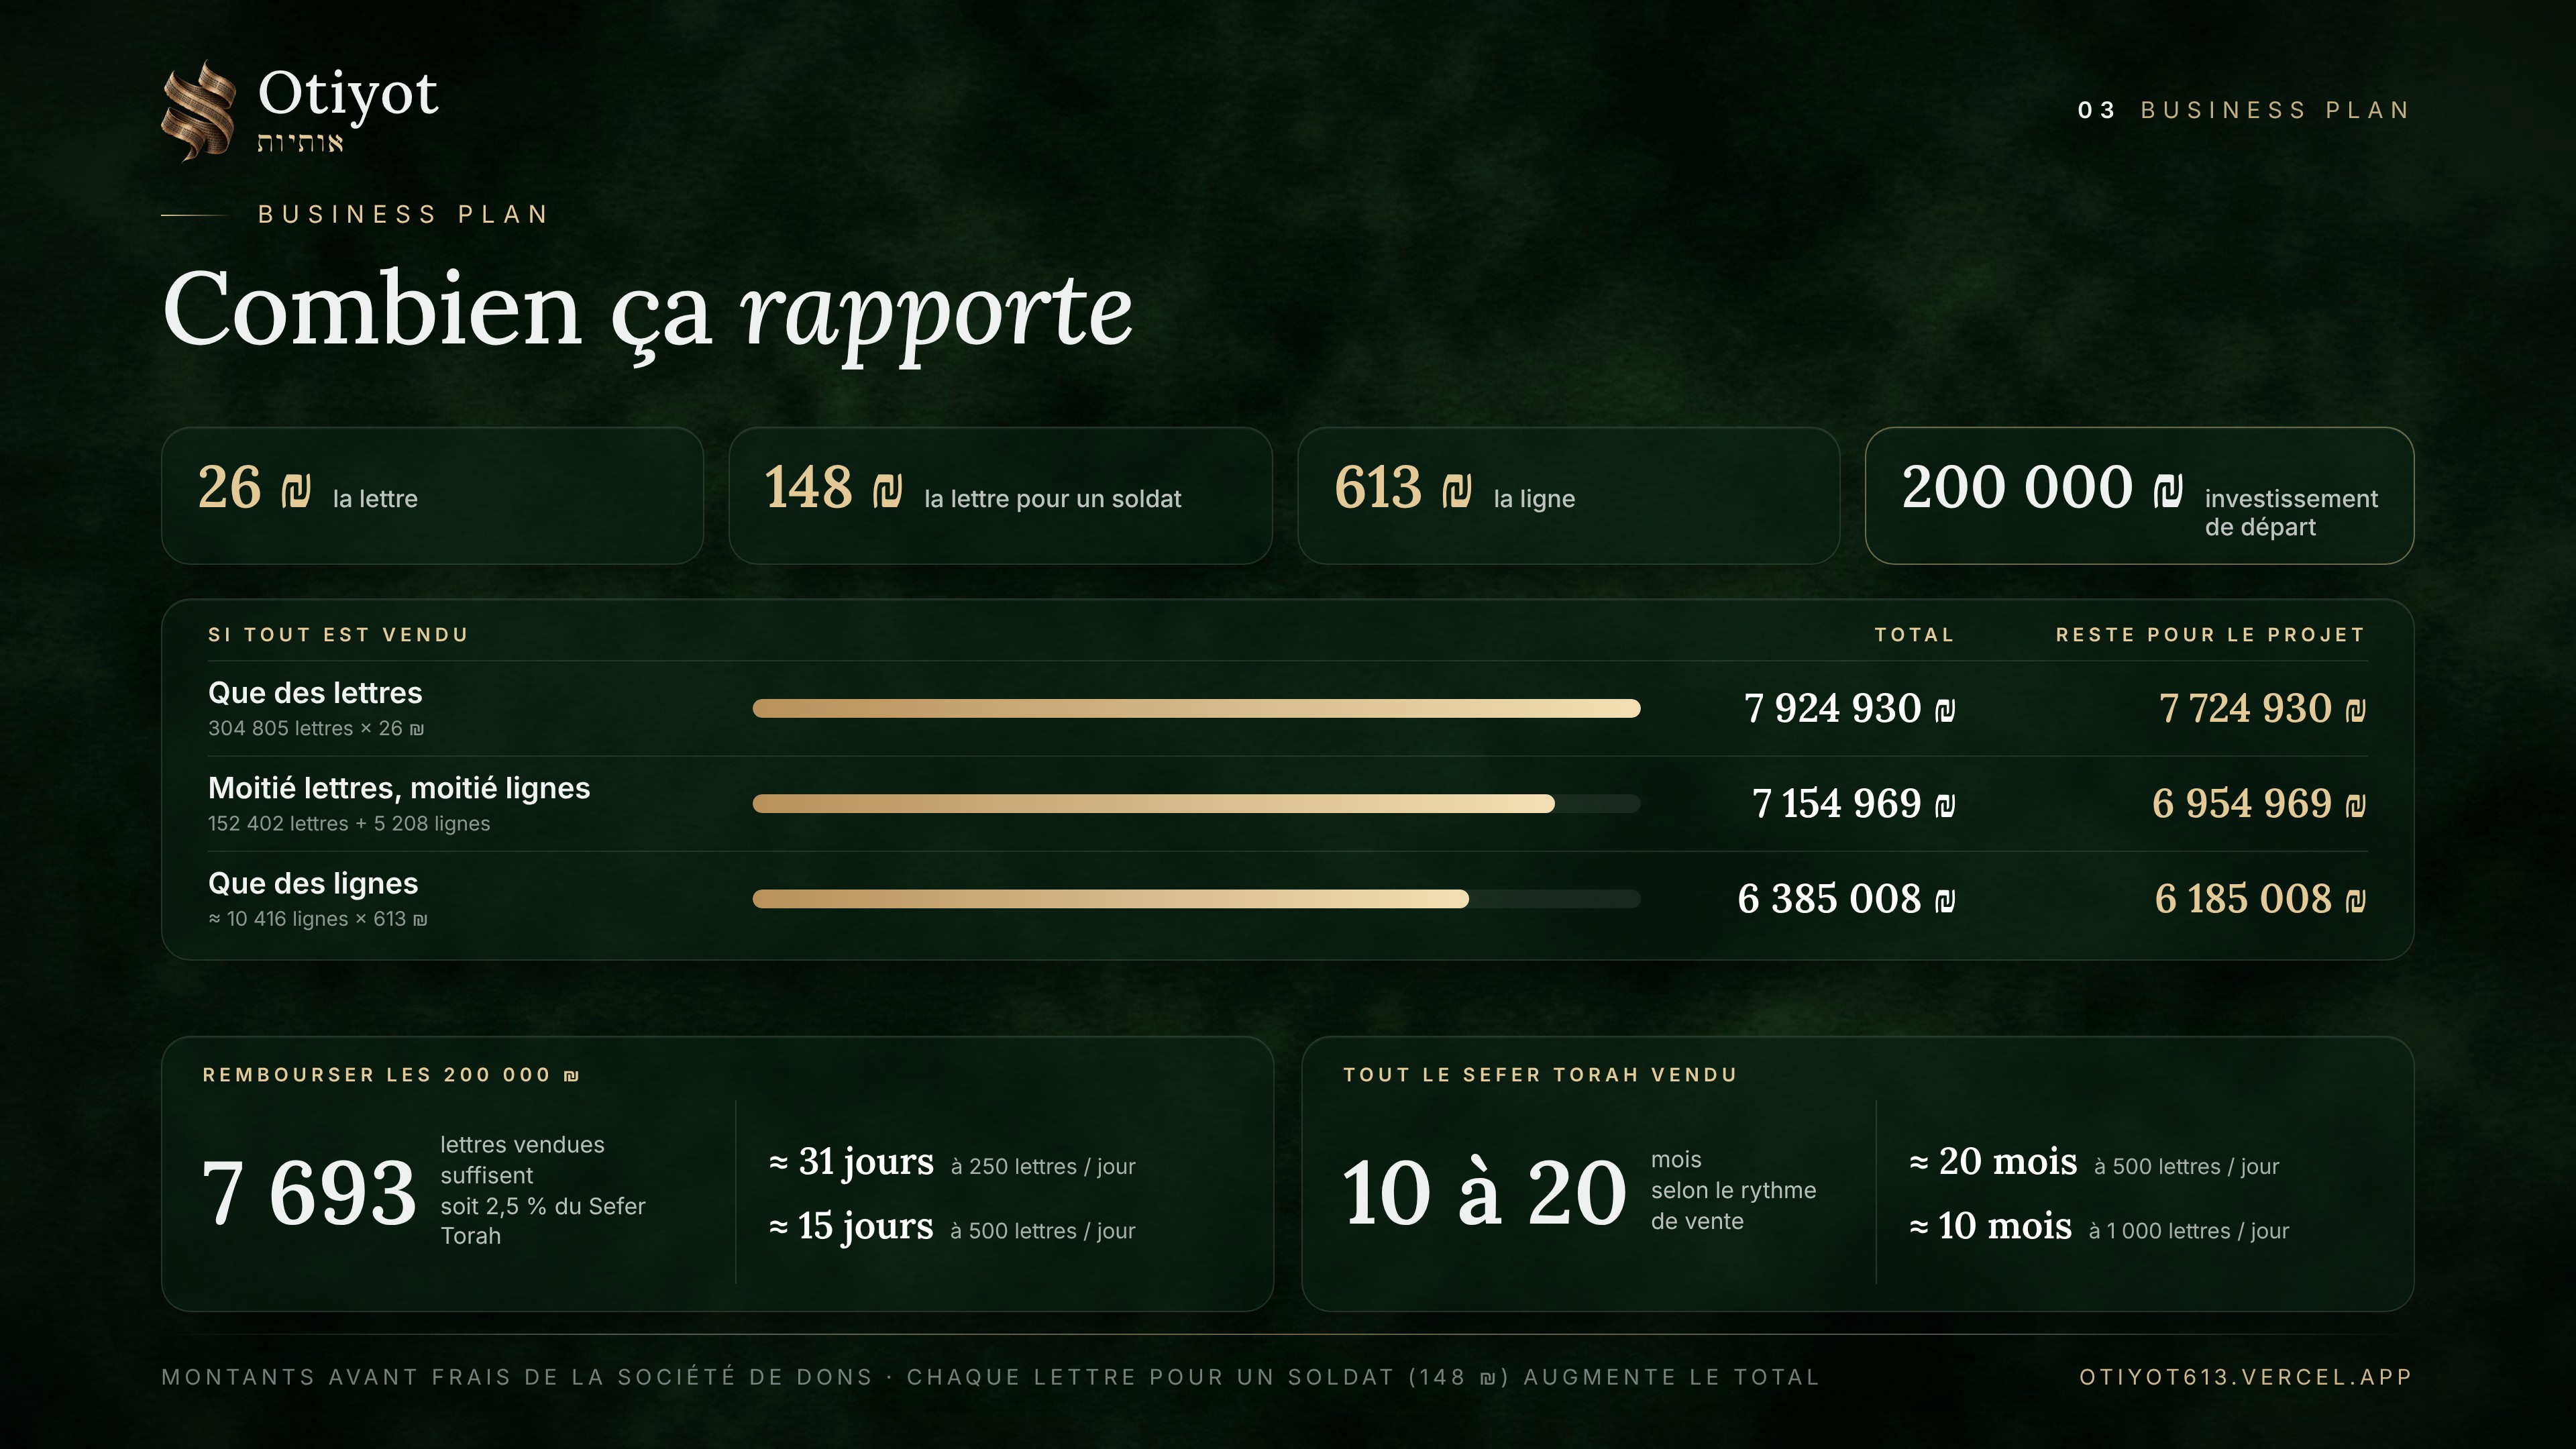 Otiyot
אותיות
03 BUSINESS PLAN
BUSINESS PLAN
Combien ça rapporte
26 ₪ la lettre
148 ₪ la lettre pour un soldat
613 ₪ la ligne
200 000 ₪ investissement
de départ
SI TOUT EST VENDU
TOTAL
RESTE POUR LE PROJET
Que des lettres
304 805 lettres × 26 ₪
7 924 930 ₪
7 724 930 ₪
Moitié lettres, moitié lignes
152 402 lettres + 5 208 lignes
7 154 969 ₪
6 954 969 ₪
Que des lignes
≈ 10 416 lignes × 613 ₪
6 385 008 ₪
6 185 008 ₪
REMBOURSER LES 200 000 ₪
7 693
lettres vendues
suffisent
soit 2,5 % du Sefer
Torah
≈ 31 jours à 250 lettres / jour
≈ 15 jours à 500 lettres / jour
TOUT LE SEFER TORAH VENDU
10 à 20
mois
selon le rythme
de vente
≈ 20 mois à 500 lettres / jour
≈ 10 mois à 1 000 lettres / jour
MONTANTS AVANT FRAIS DE LA SOCIÉTÉ DE DONS · CHAQUE LETTRE POUR UN SOLDAT (148 ₪) AUGMENTE LE TOTAL
OTIYOT613.VERCEL.APP